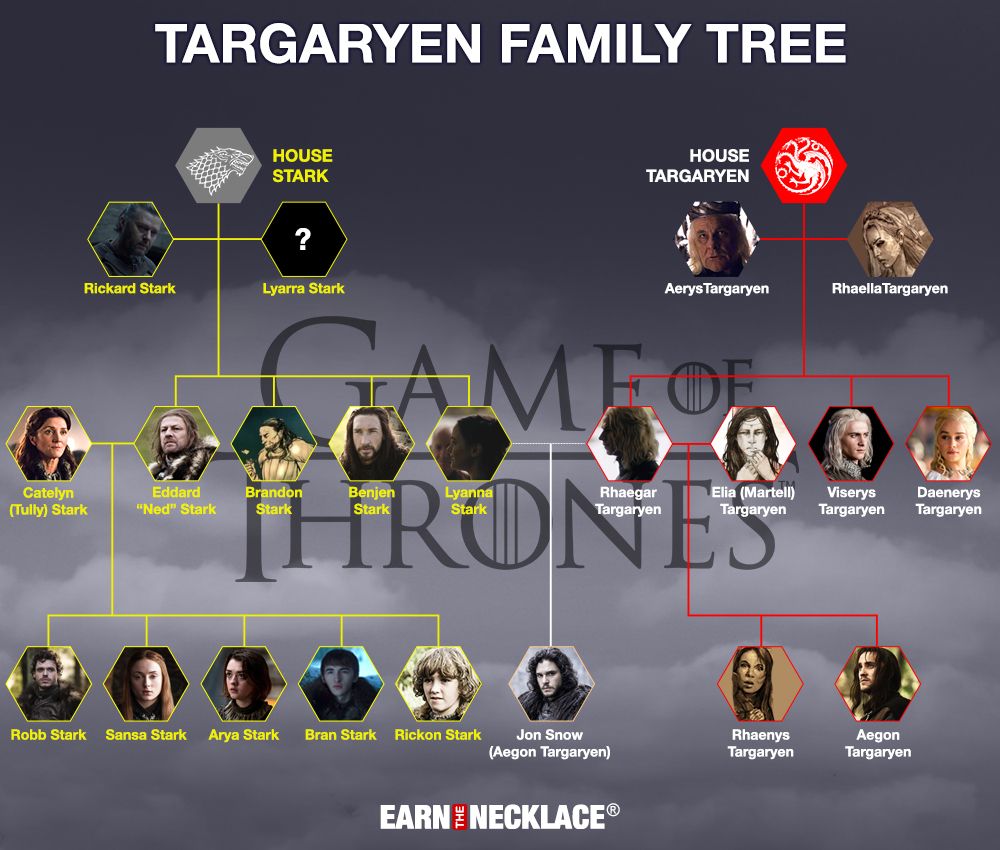 TARGARYEN FAMILY TREE
HOUSE
STARK
HOUSE
TARGARYEN
?
Rickard Stark
Lyarra Stark
AerysTargaryen
RhaellaTargaryen
GAME OF
THRONES™
Catelyn
(Tully) Stark
Eddard
“Ned” Stark
Brandon
Stark
Benjen
Stark
Lyanna
Stark
Rhaegar
Targaryen
Elia (Martell)
Targaryen
Viserys
Targaryen
Daenerys
Targaryen
Robb Stark
Sansa Stark
Arya Stark
Bran Stark
Rickon Stark
Jon Snow
(Aegon Targaryen)
Rhaenys
Targaryen
Aegon
Targaryen
EARN THE NECKLACE®